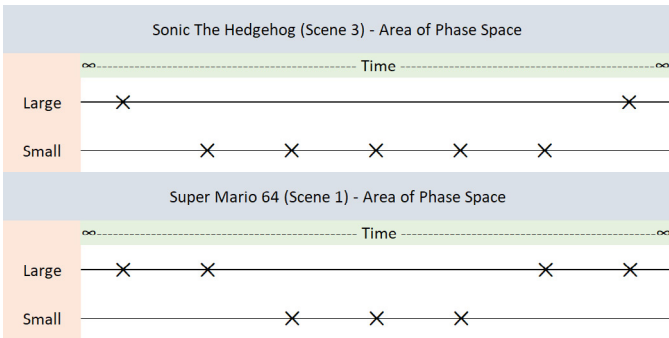 Sonic The Hedgehog (Scene 3) - Area of Phase Space
∞ Time ∞
Large
Small
Super Mario 64 (Scene 1) - Area of Phase Space
∞ Time ∞
Large
Small